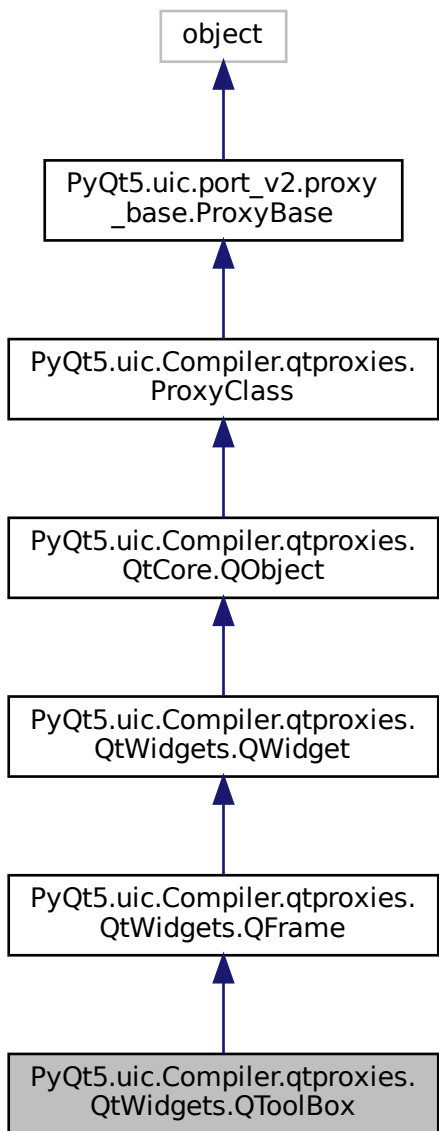 object
PyQt5.uic.port_v2.proxy
_base.ProxyBase
PyQt5.uic.Compiler.qtproxies.
ProxyClass
PyQt5.uic.Compiler.qtproxies.
QtCore.QObject
PyQt5.uic.Compiler.qtproxies.
QtWidgets.QWidget
PyQt5.uic.Compiler.qtproxies.
QtWidgets.QFrame
PyQt5.uic.Compiler.qtproxies.
QtWidgets.QToolBox